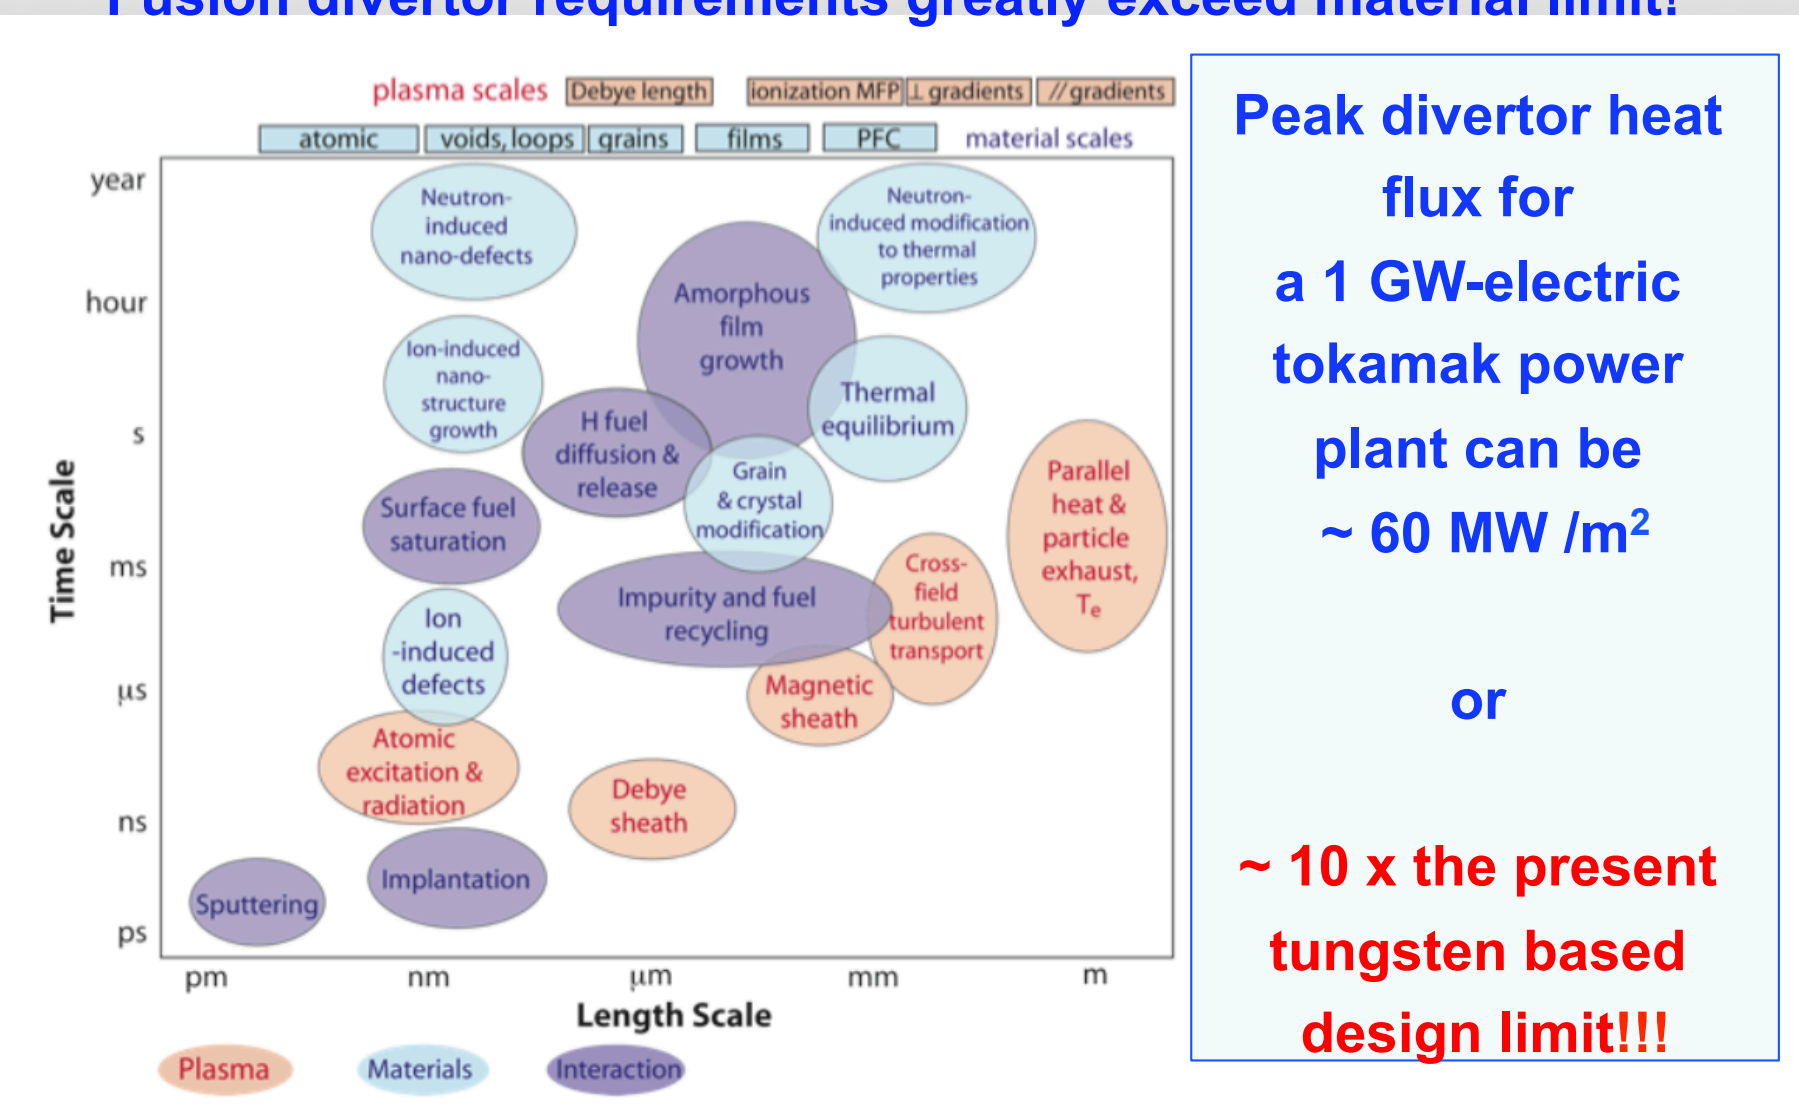 Fusion divertor requirements greatly exceed material limit!
plasma scales Debye length ionization MFP ⊥ gradients // gradients
atomic voids, loops grains films PFC material scales
year
hour
s
ms
μs
ns
ps
Time Scale
Neutron-
induced
nano-defects
Neutron-
induced modification
to thermal
properties
Amorphous
film
growth
Ion-induced
nano-
structure
growth
Thermal
equilibrium
H fuel
diffusion &
release
Grain
& crystal
modification
Parallel
heat &
particle
exhaust,
Te
Surface fuel
saturation
Cross-
field
turbulent
transport
Impurity and fuel
recycling
Ion
-induced
defects
Magnetic
sheath
Atomic
excitation &
radiation
Debye
sheath
Implantation
Sputtering
pm nm μm mm m
Length Scale
Plasma Materials Interaction
Peak divertor heat
flux for
a 1 GW-electric
tokamak power
plant can be
~ 60 MW /m²
or
~ 10 x the present
tungsten based
design limit!!!